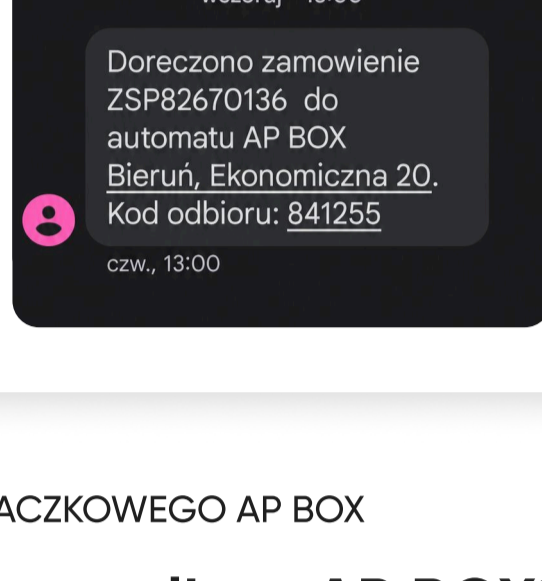 Doreczono zamowienie
ZSP82670136 do
automatu AP BOX
Bieruń, Ekonomiczna 20.
Kod odbioru: 841255
czw., 13:00
ACZKOWEGO AP BOX